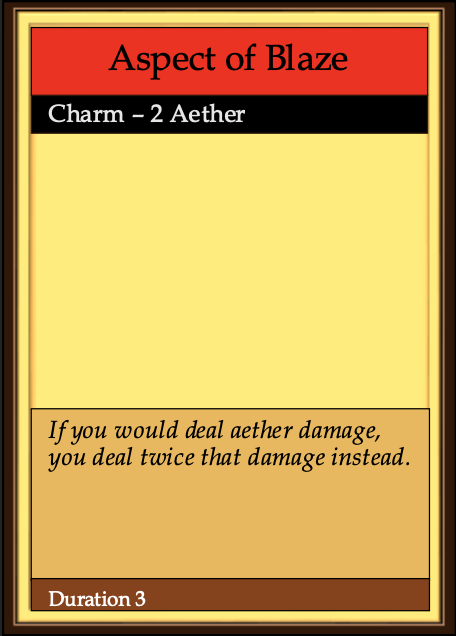 Aspect of Blaze
Charm – 2 Aether
If you would deal aether damage,
you deal twice that damage instead.
Duration 3